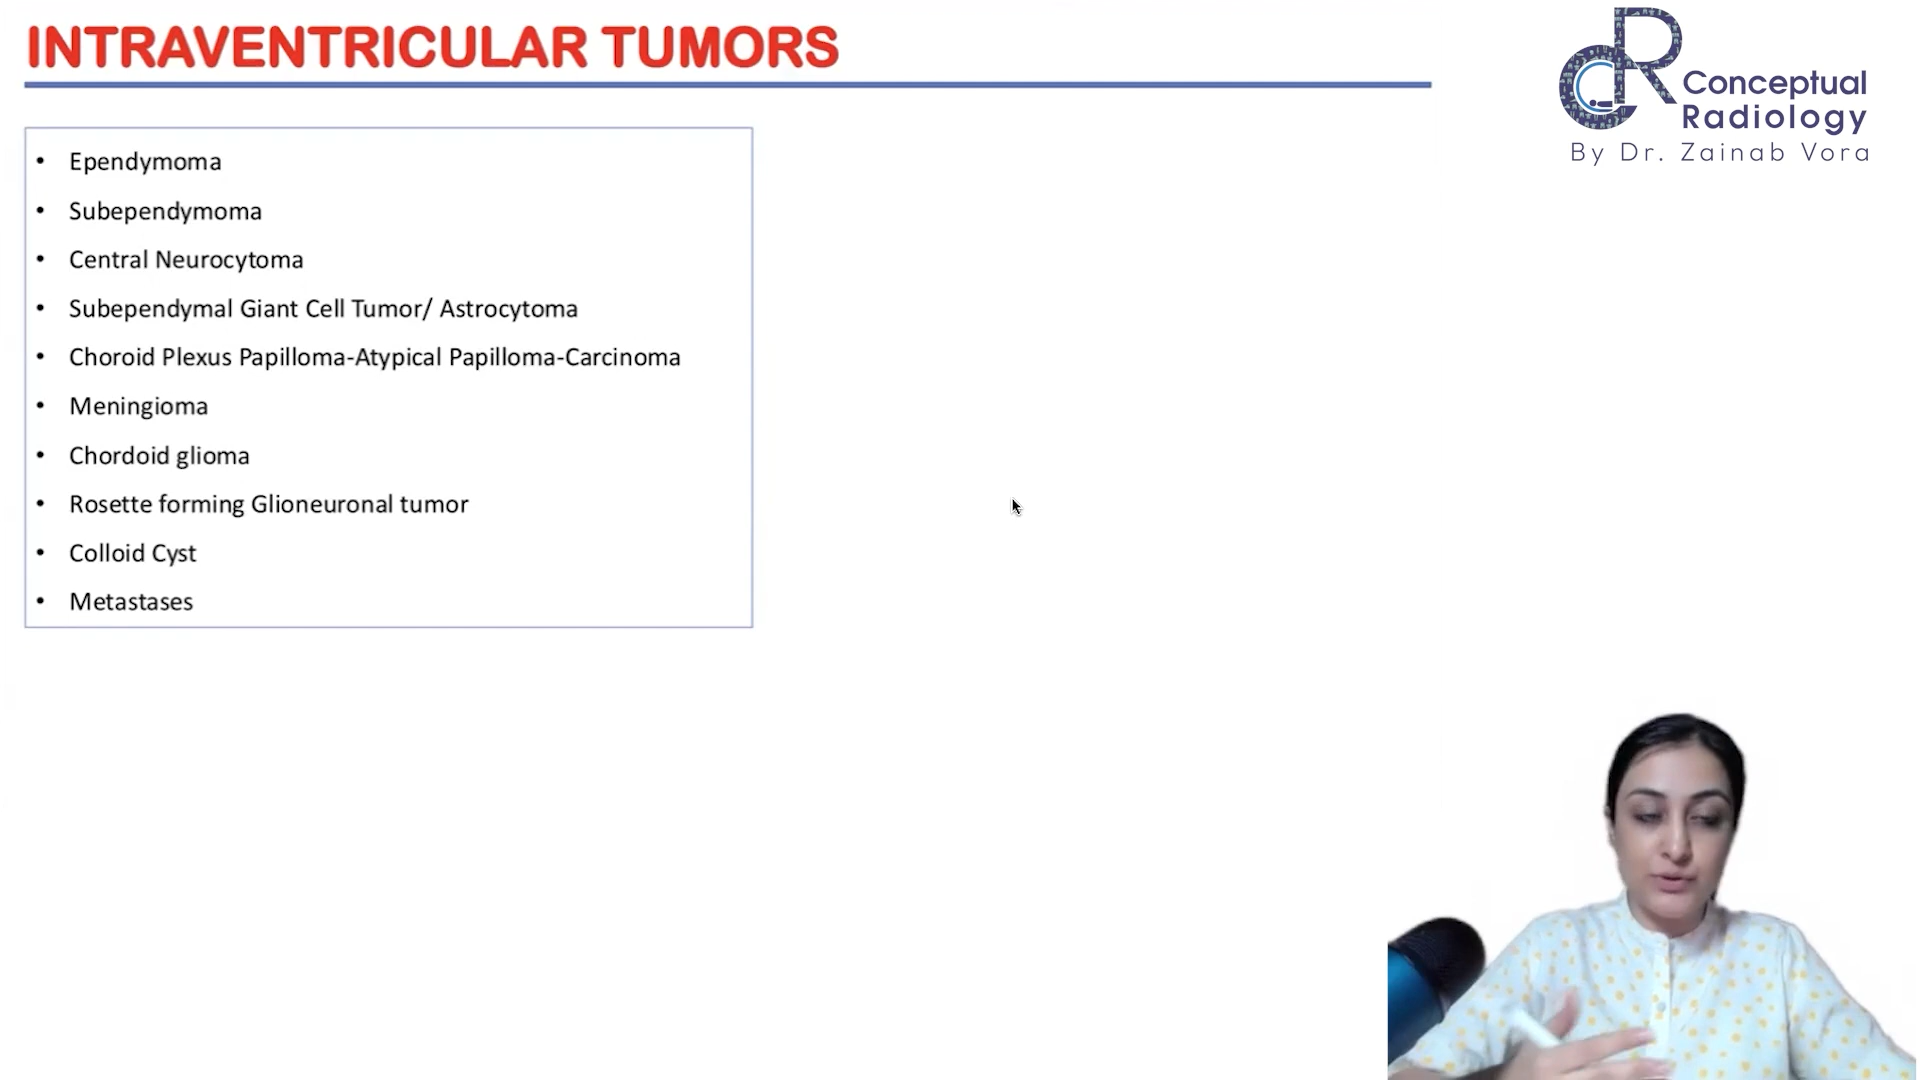 INTRAVENTRICULAR TUMORS
CR Conceptual
Radiology
By Dr. Zainab Vora
• Ependymoma
• Subependymoma
• Central Neurocytoma
• Subependymal Giant Cell Tumor/ Astrocytoma
• Choroid Plexus Papilloma-Atypical Papilloma-Carcinoma
• Meningioma
• Chordoid glioma
• Rosette forming Glioneuronal tumor
• Colloid Cyst
• Metastases